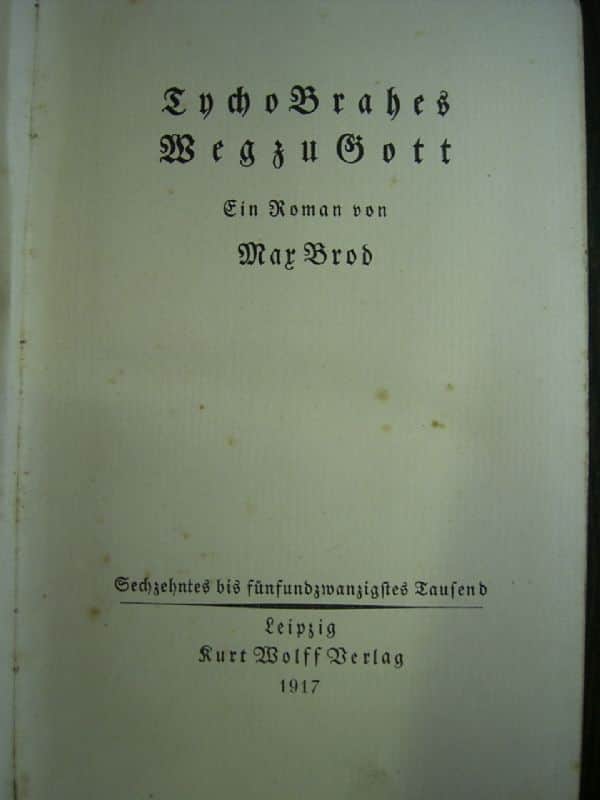 Tycho Brahes
Weg zu Gott
Ein Roman von
Max Brod
Sechzehntes bis fünfundzwanzigstes Tausend
Leipzig
Kurt Wolff Verlag
1917